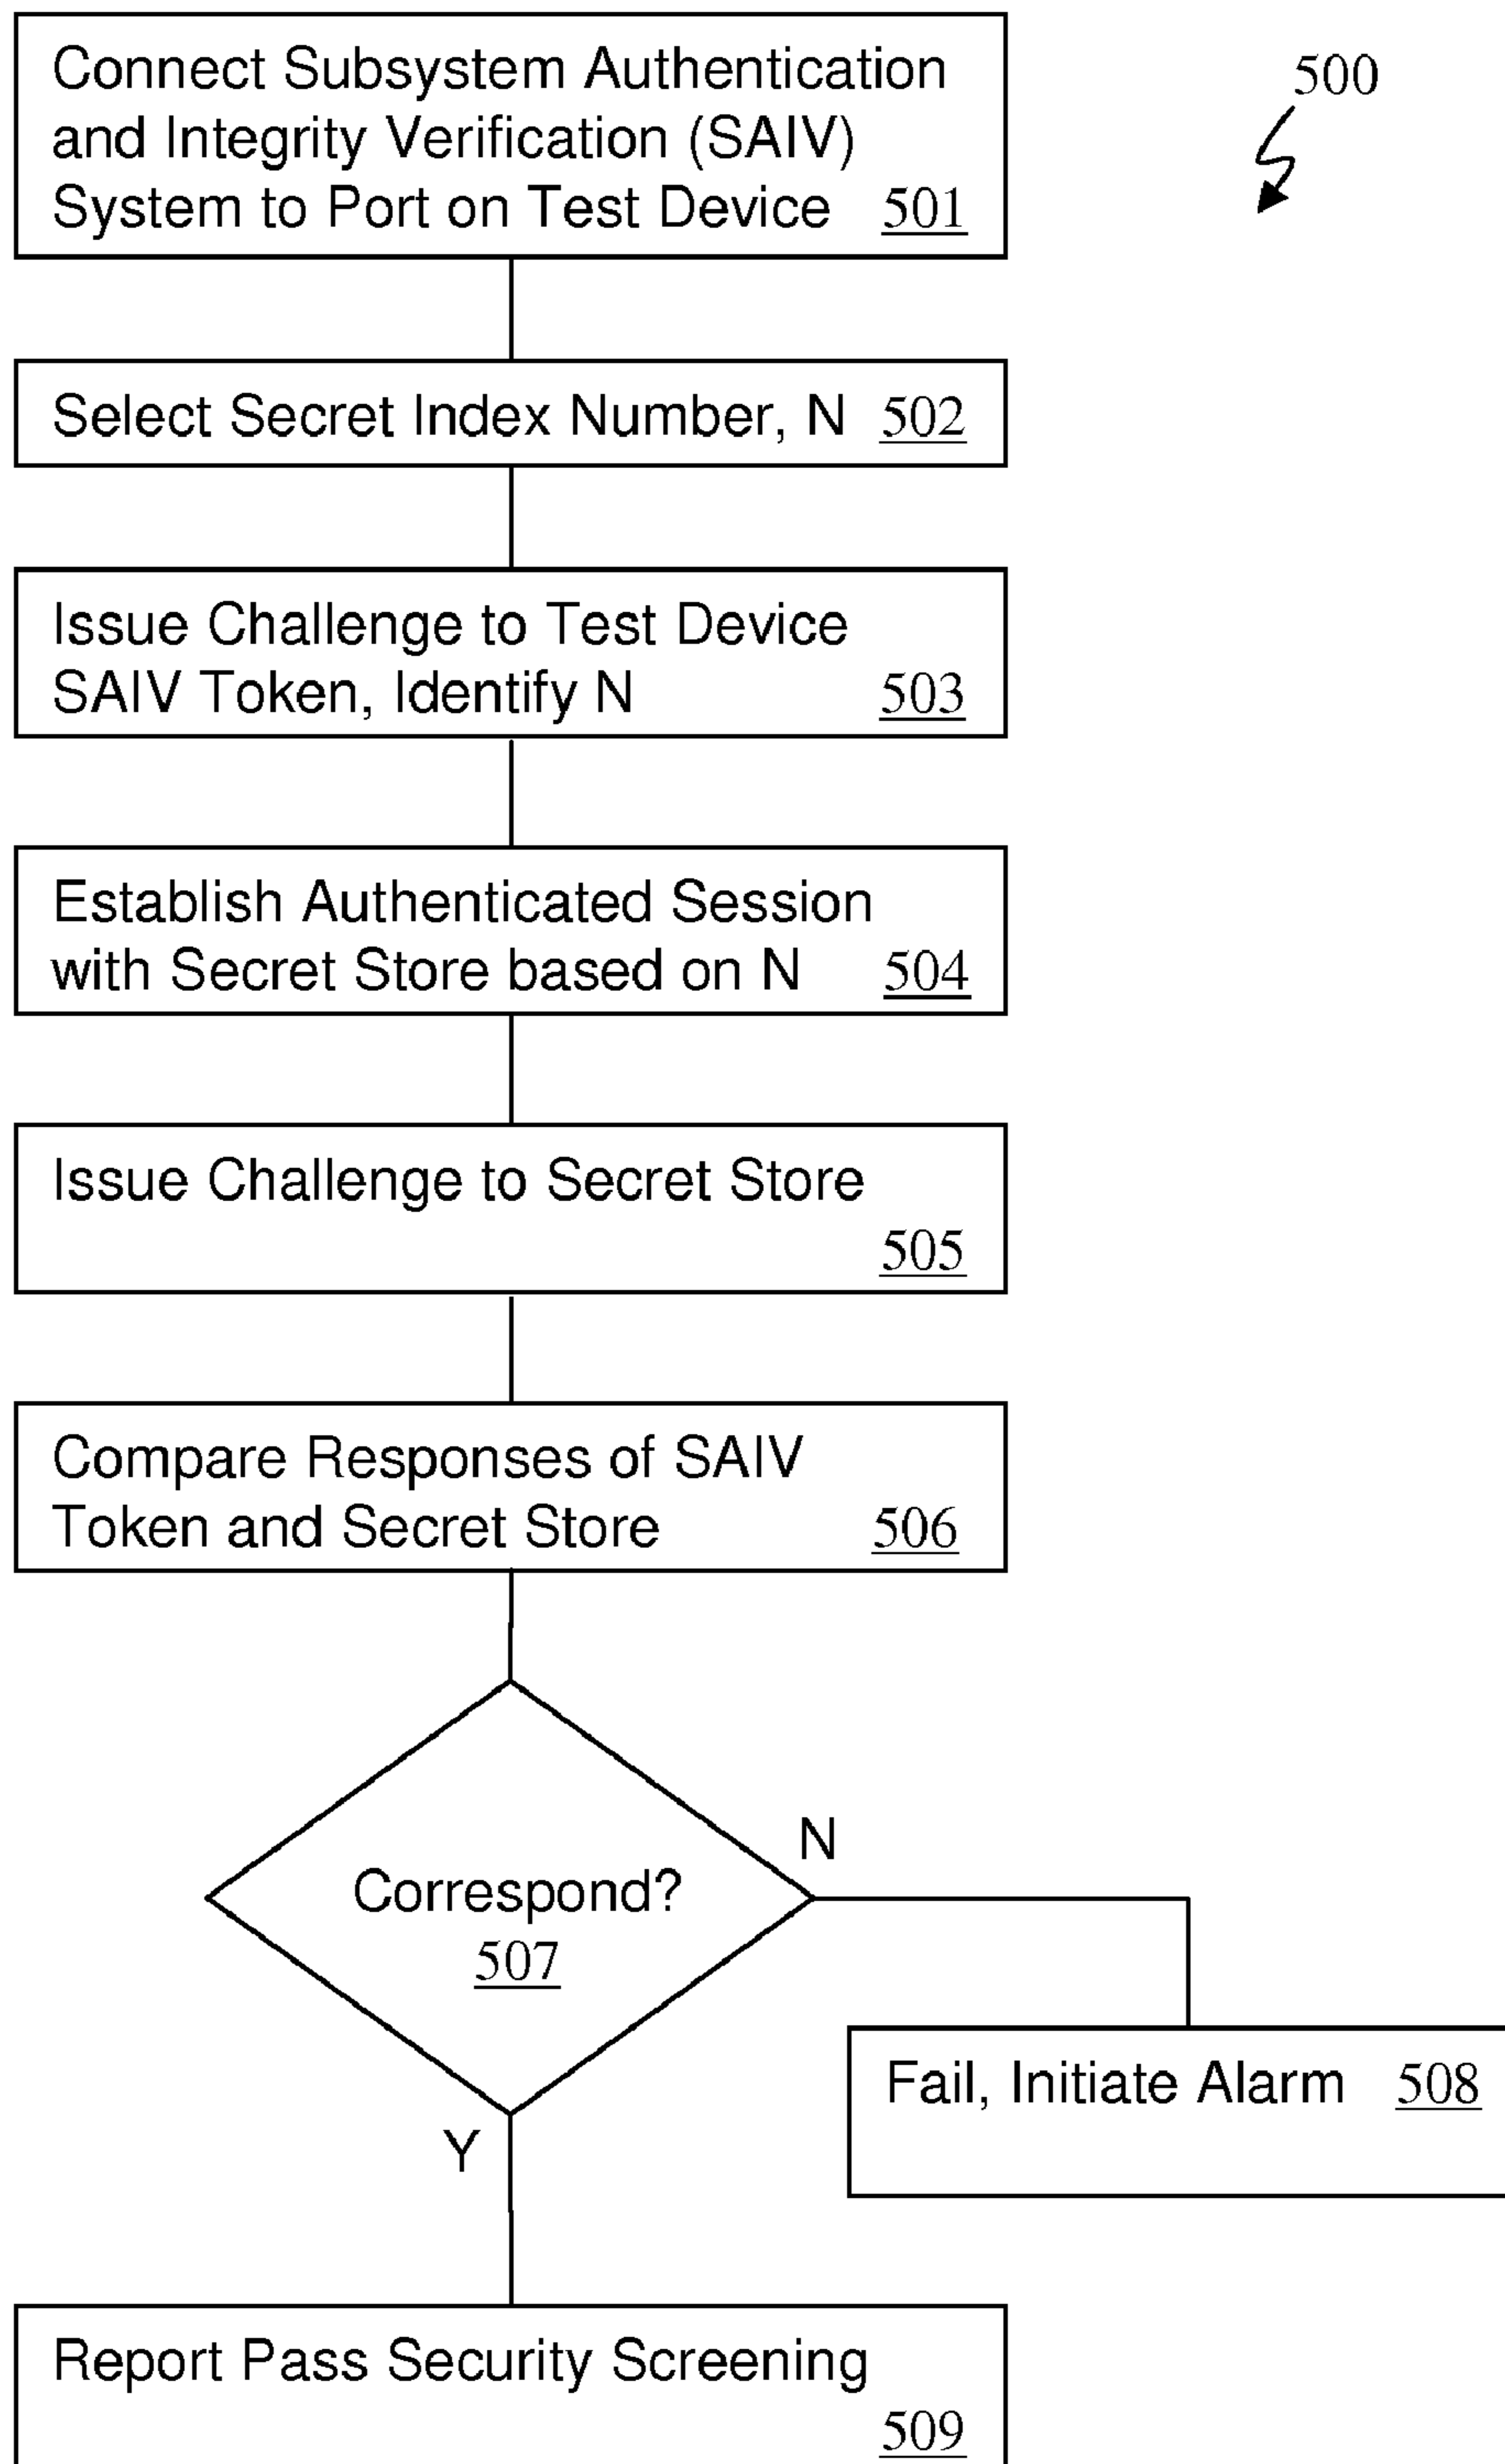 Connect Subsystem Authentication
and Integrity Verification (SAIV)
System to Port on Test Device 501
500
Select Secret Index Number, N 502
Issue Challenge to Test Device
SAIV Token, Identify N 503
Establish Authenticated Session
with Secret Store based on N 504
Issue Challenge to Secret Store
505
Compare Responses of SAIV
Token and Secret Store 506
N
Correspond?
507
Fail, Initiate Alarm 508
Y
Report Pass Security Screening
509